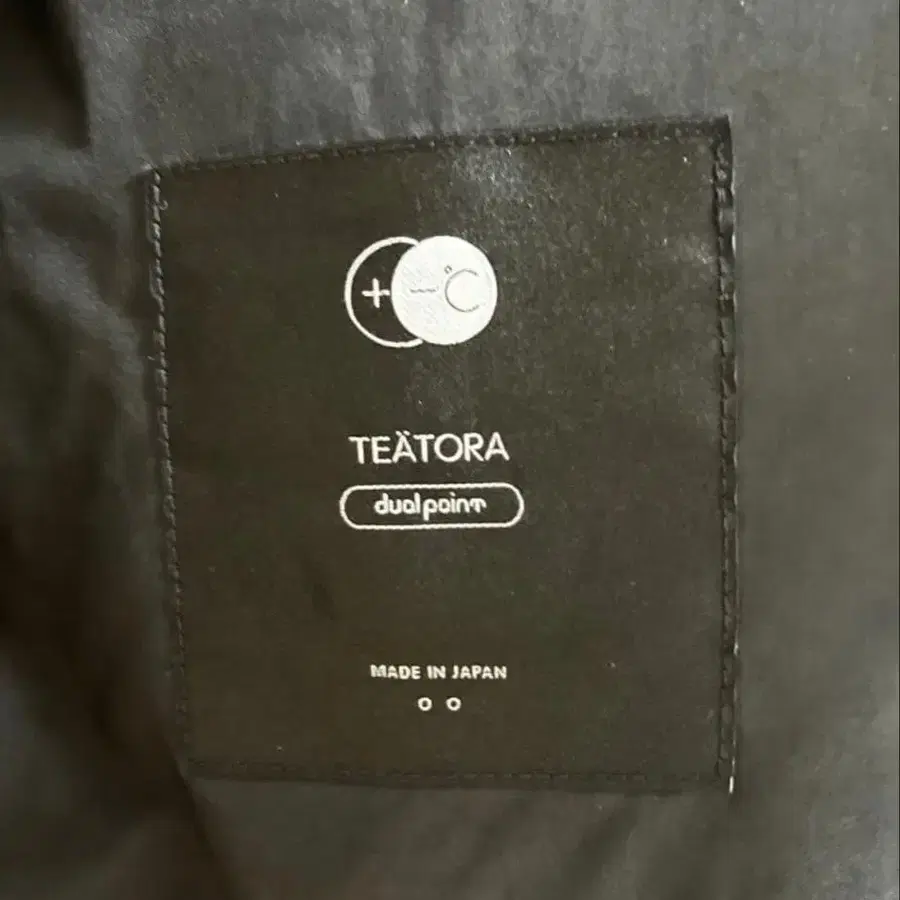 + − °C
TEÄTORA
dualpoint
MADE IN JAPAN
o o